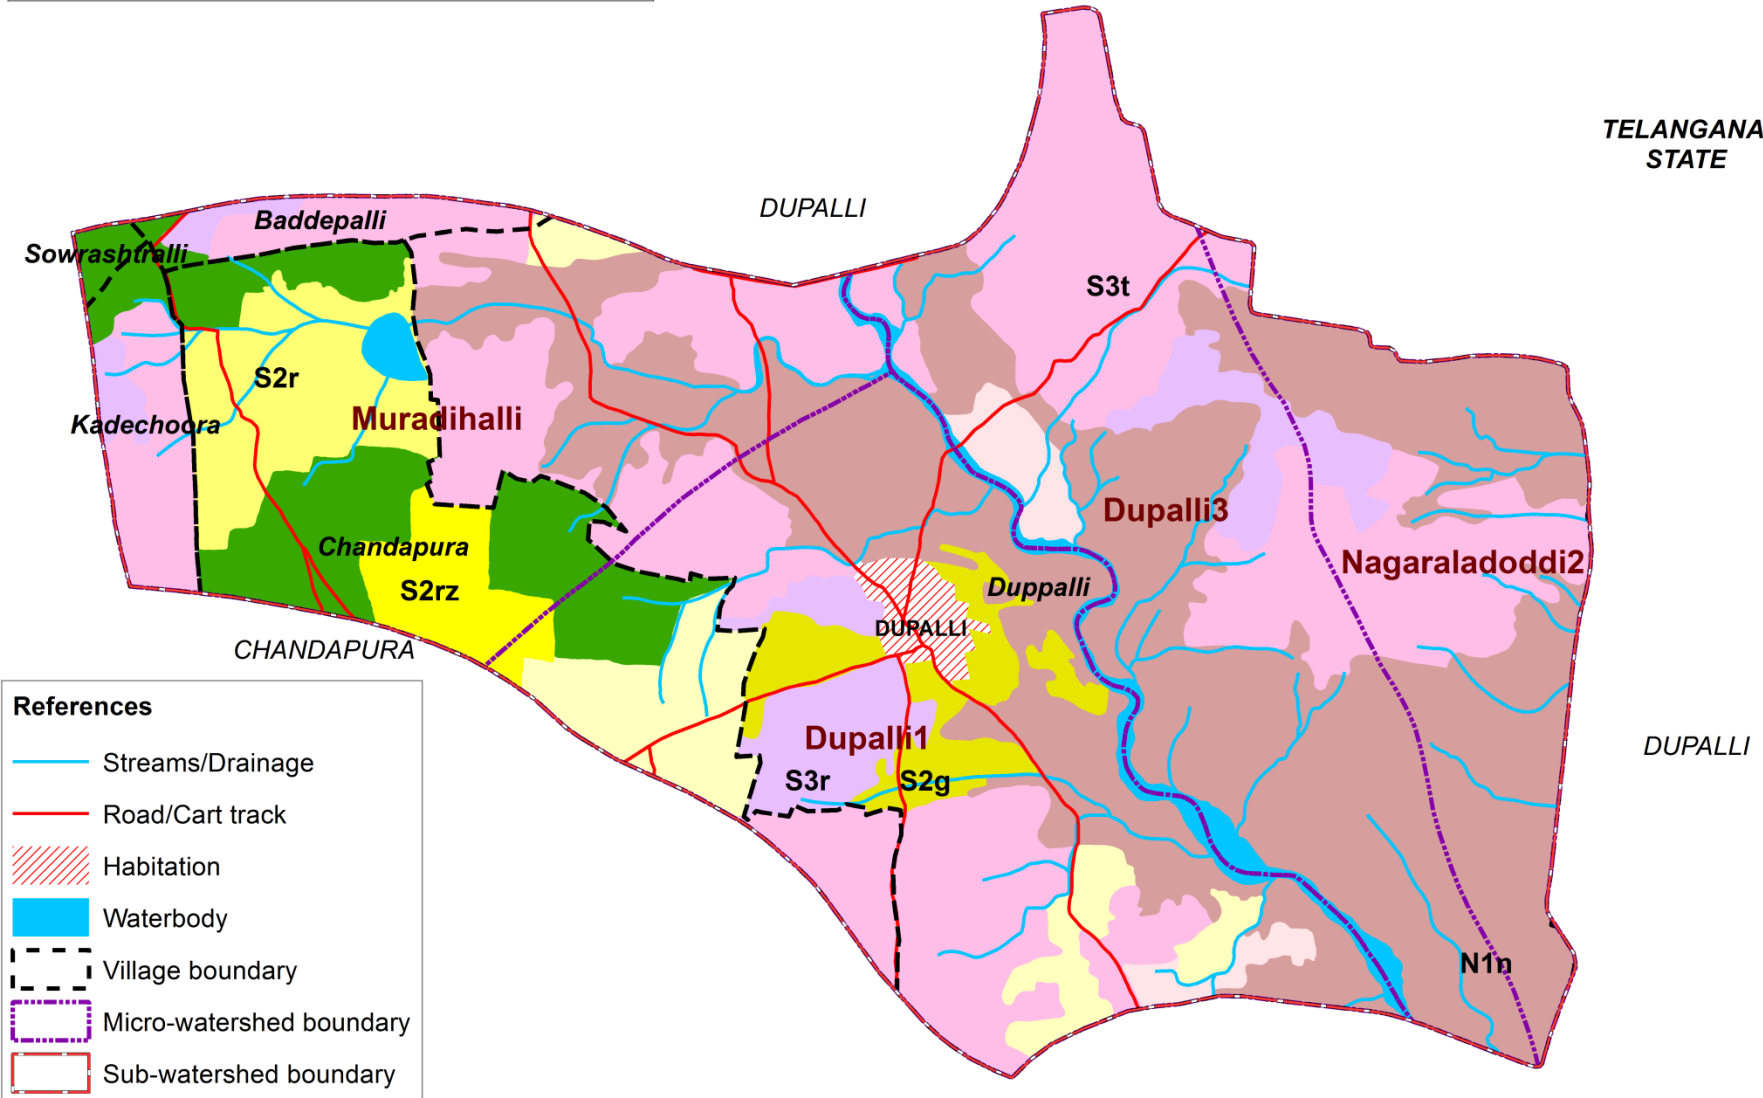 TELANGANA
STATE
DUPALLI
Baddepalli
Sowrashtralli
S3t
S2r
Muradihalli
Kadechoora
Dupalli3
Chandapura
Nagaraladoddi2
S2rz
Duppalli
DUPALLI
CHANDAPURA
Dupalli1
DUPALLI
S3r
S2g
N1n
References
Streams/Drainage
Road/Cart track
Habitation
Waterbody
Village boundary
Micro-watershed boundary
Sub-watershed boundary